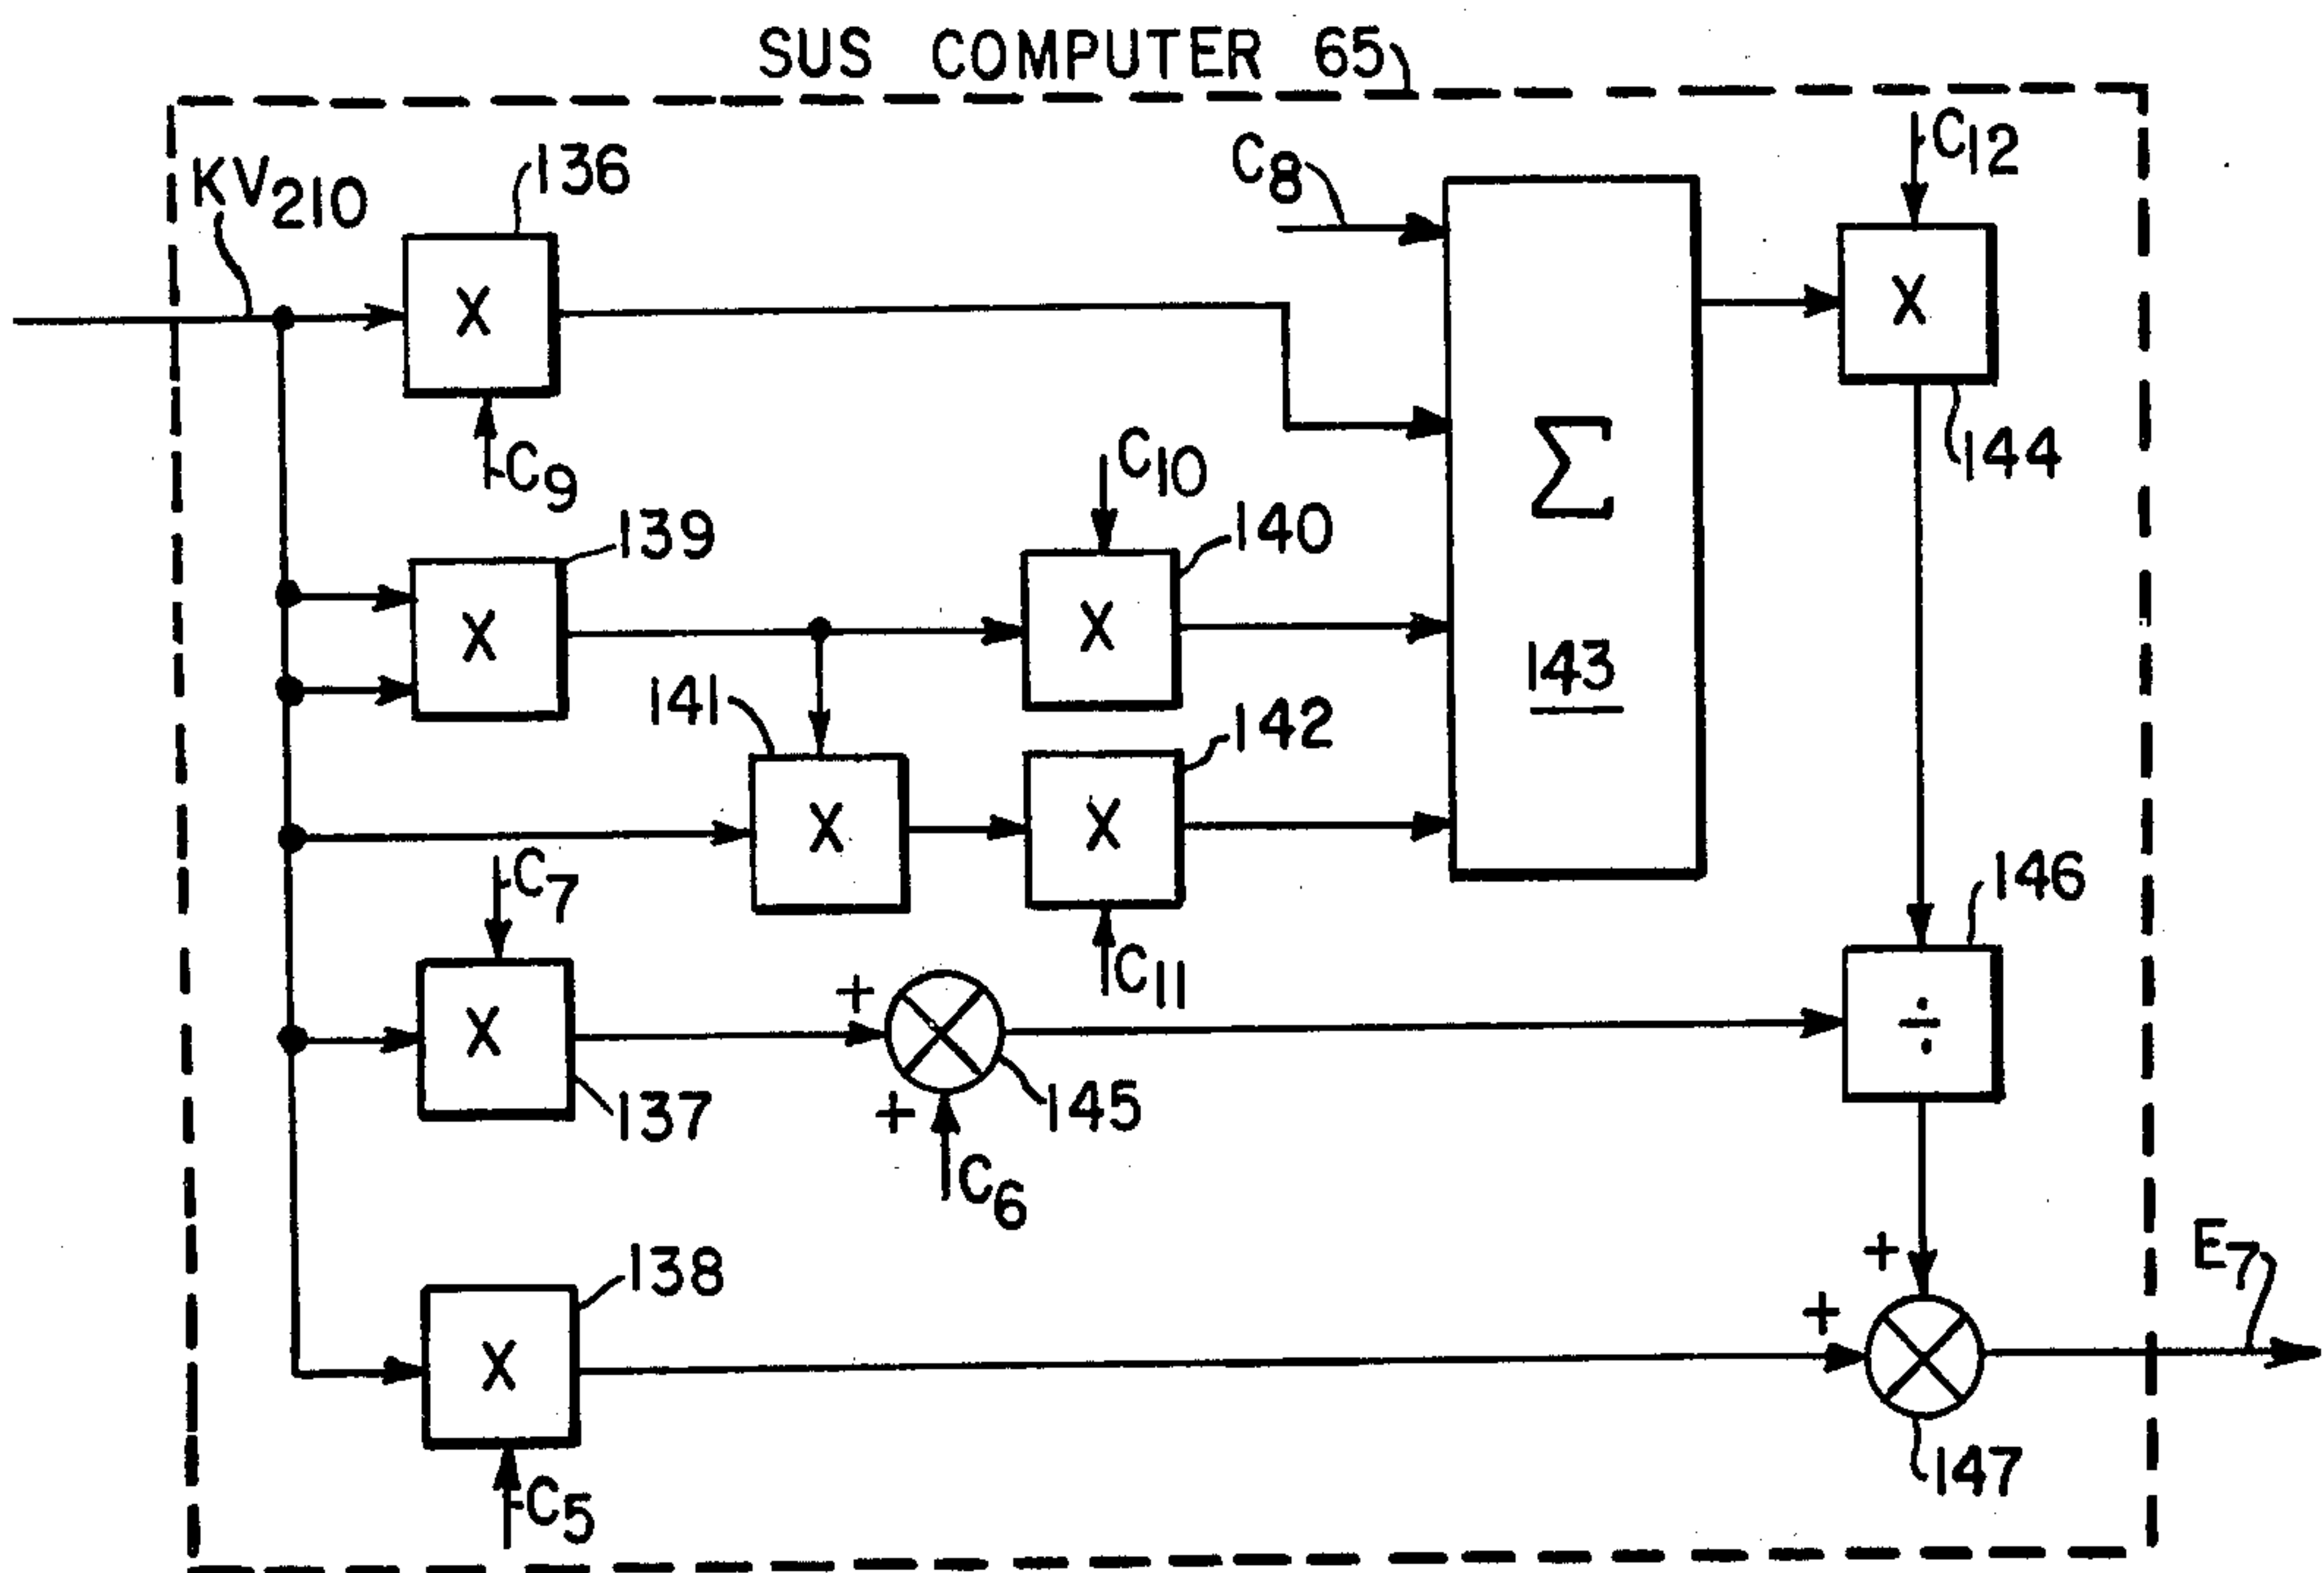 SUS COMPUTER 65
KV210
136
C8
C12
X
X
C9
C10
144
139
140
Σ
X
X
143
141
142
X
X
C7
146
C11
+
X
÷
137
145
+
C6
138
+
E7
+
X
C5
147